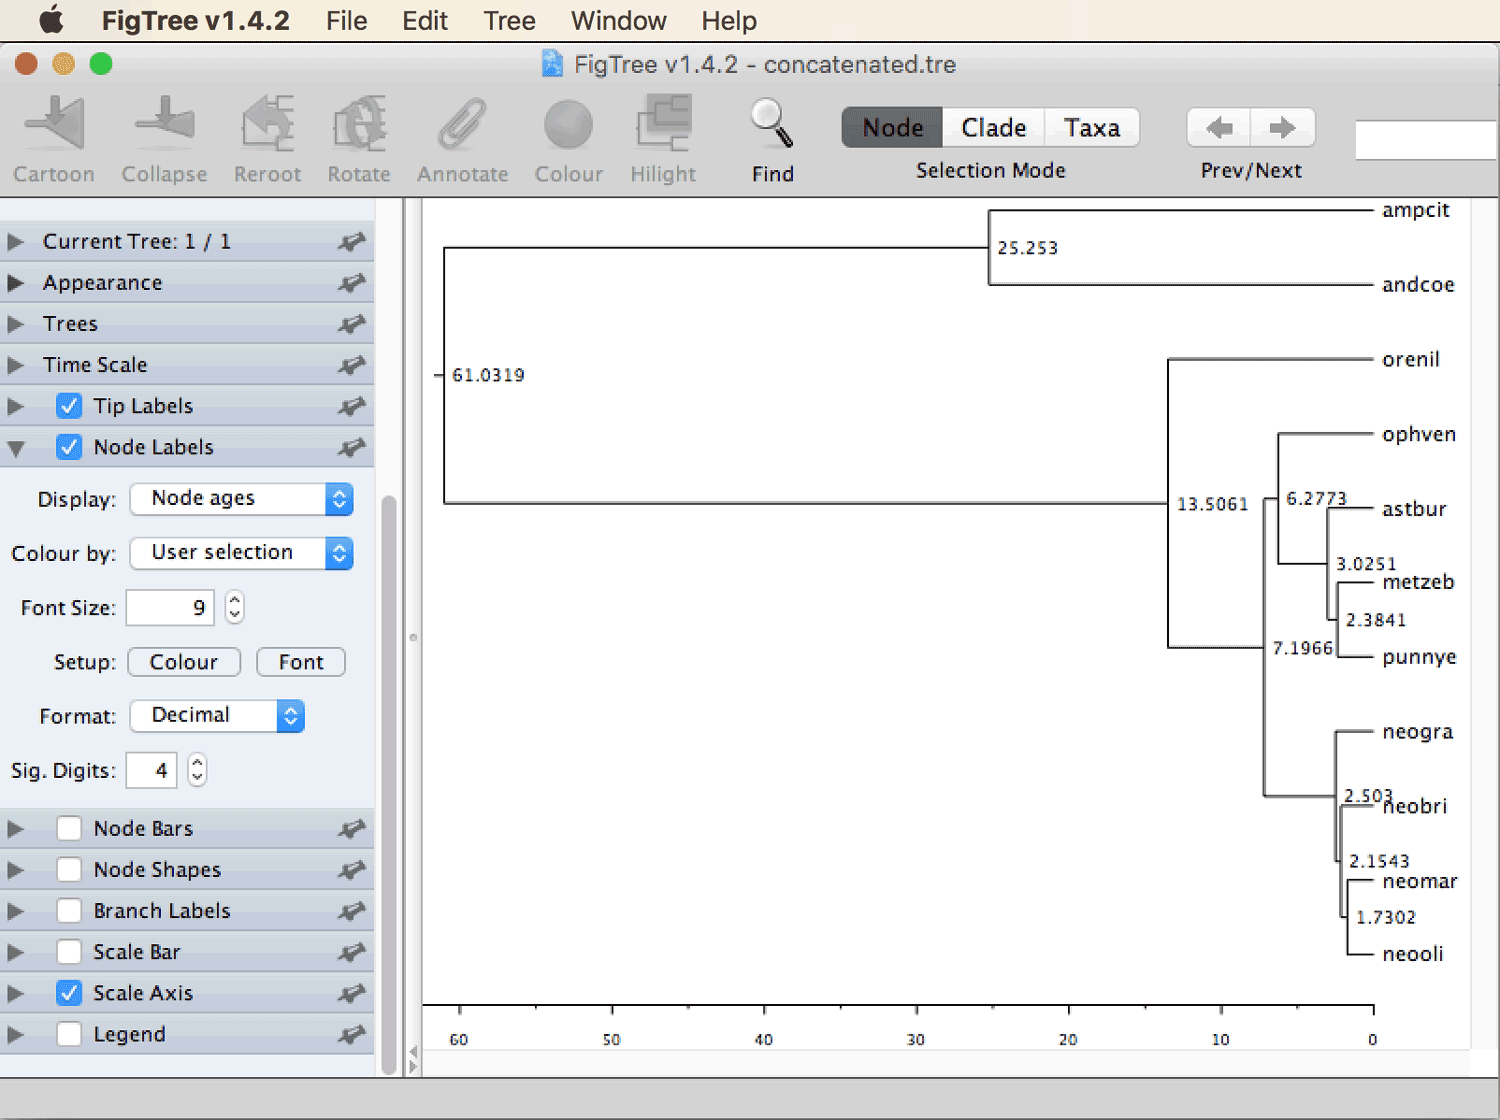 FigTree v1.4.2 File Edit Tree Window Help
FigTree v1.4.2 - concatenated.tre
Cartoon Collapse Reroot Rotate Annotate Colour Hilight Find
Node Clade Taxa
Selection Mode
Prev/Next
Current Tree: 1 / 1
Appearance
Trees
Time Scale
Tip Labels
Node Labels
Display: Node ages
Colour by: User selection
Font Size: 9
Setup: Colour Font
Format: Decimal
Sig. Digits: 4
Node Bars
Node Shapes
Branch Labels
Scale Bar
Scale Axis
Legend
ampcit
25.253
andcoe
orenil
61.0319
ophven
6.2773
13.5061
astbur
3.0251
metzeb
2.3841
7.1966
punnye
neogra
2.503
neobri
2.1543
neomar
1.7302
neooli
60 50 40 30 20 10 0